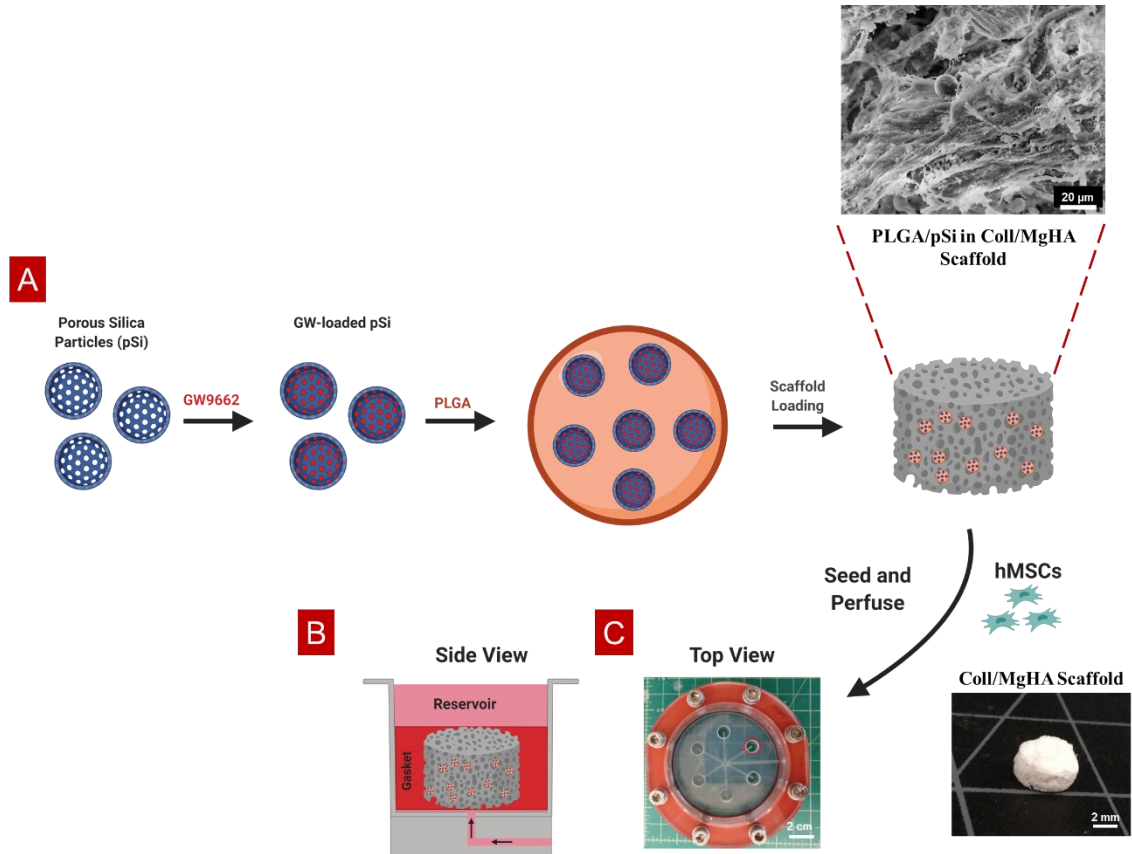 20 µm
PLGA/pSi in Coll/MgHA
Scaffold
A
Porous Silica
Particles (pSi)
GW9662
GW-loaded pSi
PLGA
Scaffold
Loading
Seed and
Perfuse
hMSCs
B
Side View
Reservoir
Gasket
C
Top View
2 cm
Coll/MgHA Scaffold
2 mm